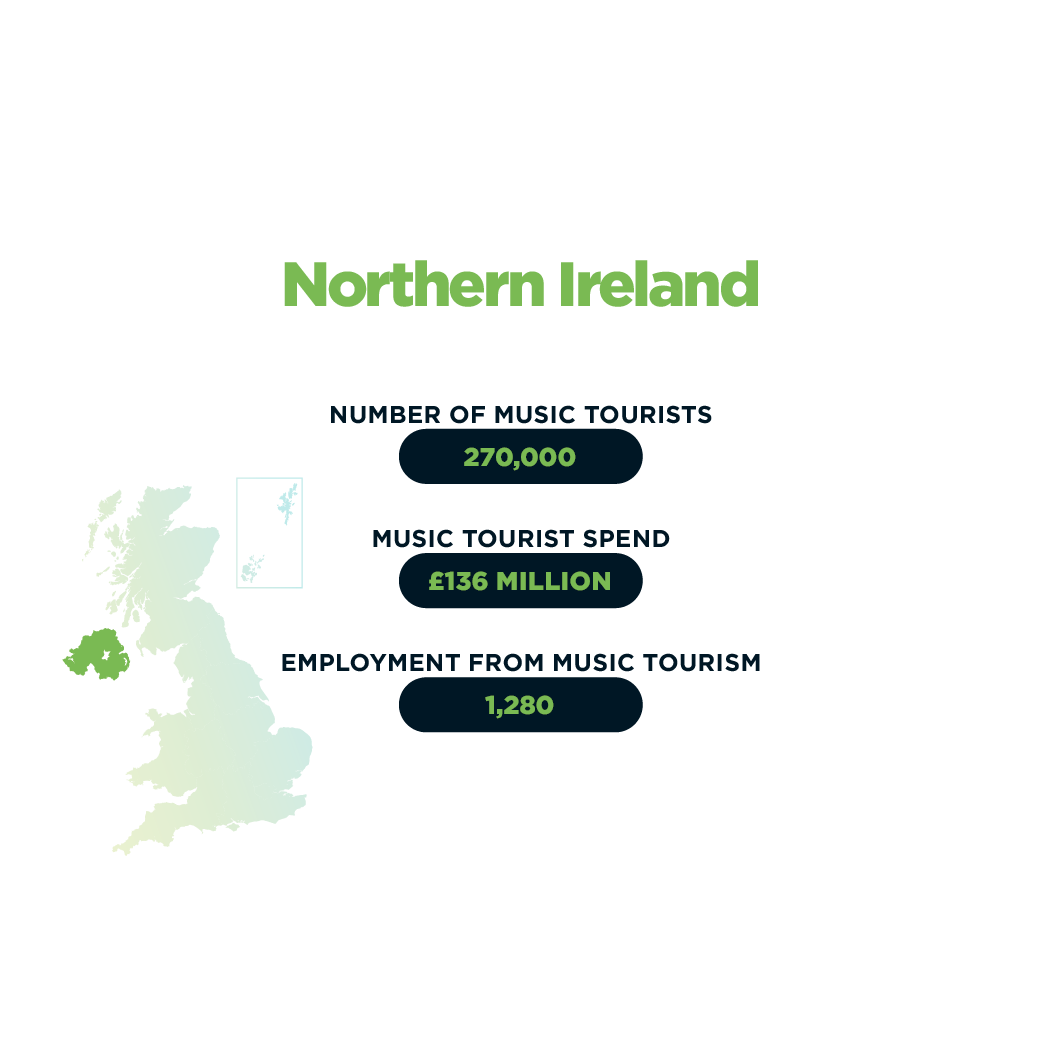 Northern Ireland
NUMBER OF MUSIC TOURISTS
270,000
MUSIC TOURIST SPEND
£136 MILLION
EMPLOYMENT FROM MUSIC TOURISM
1,280